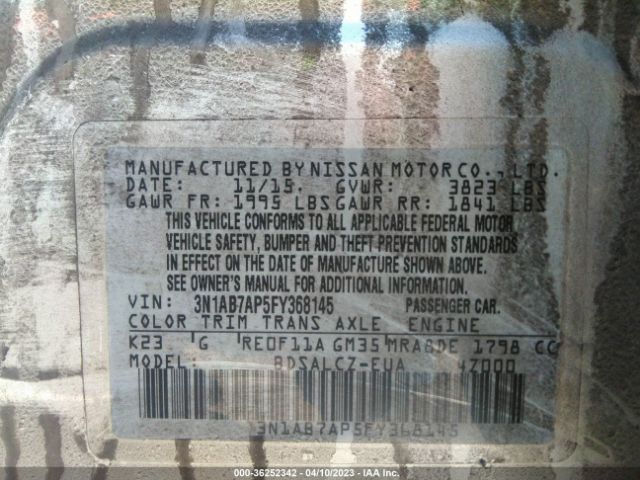 MANUFACTURED BY NISSAN MOTOR CO., LTD.
DATE: 11/15. GVWR: 3823 LBS
GAWR FR: 1995 LBS GAWR RR: 1841 LBS
THIS VEHICLE CONFORMS TO ALL APPLICABLE FEDERAL MOTOR
VEHICLE SAFETY, BUMPER AND THEFT PREVENTION STANDARDS
IN EFFECT ON THE DATE OF MANUFACTURE SHOWN ABOVE.
SEE OWNER'S MANUAL FOR ADDITIONAL INFORMATION.
VIN: 3N1AB7AP5FY368145 PASSENGER CAR.
COLOR TRIM TRANS AXLE ENGINE
K23 G RE0F11A GM35 MRA8DE 1798 CC
MODEL: BDSALCZ-EUA 4Z000
3N1AB7AP5FY368145
000-36252342 / 04/10/2023 - IAA Inc.